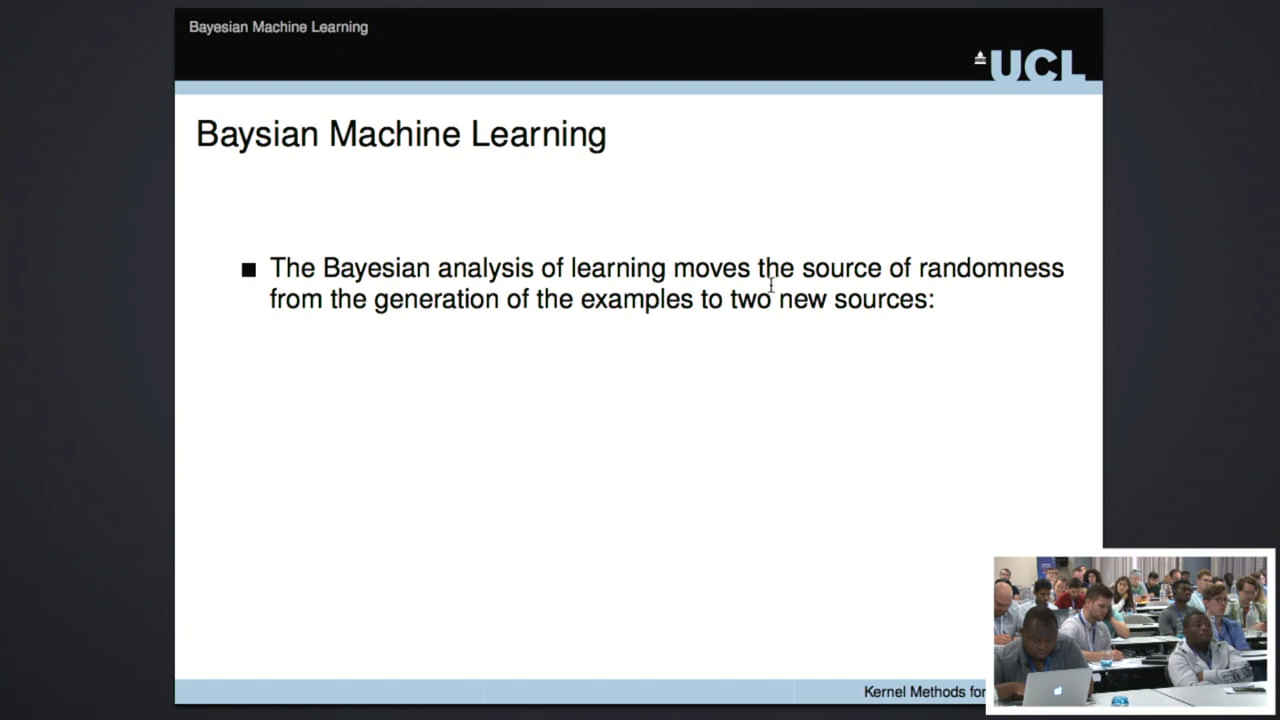 Bayesian Machine Learning
UCL
Baysian Machine Learning
The Bayesian analysis of learning moves the source of randomness
from the generation of the examples to two new sources:
Kernel Methods for